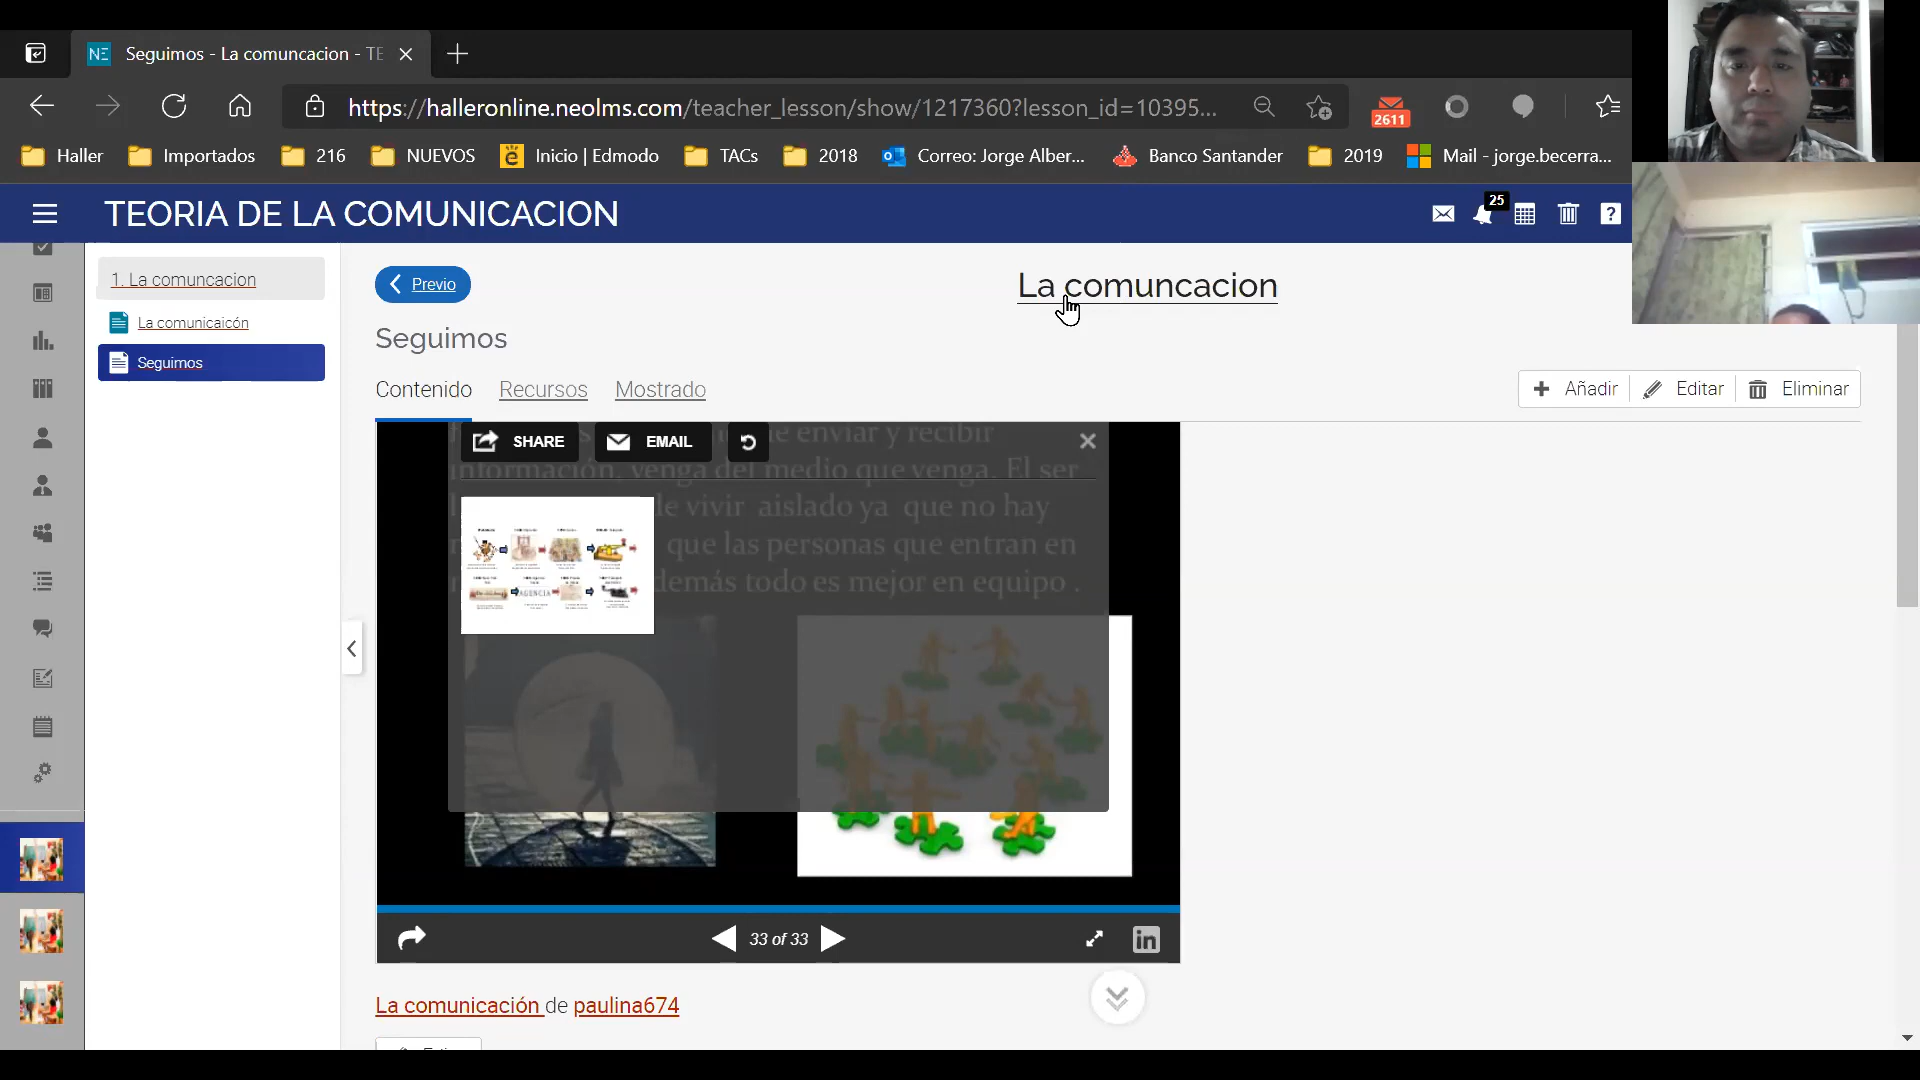 Seguimos - La comuncacion - TE
https://halleronline.neolms.com/teacher_lesson/show/1217360?lesson_id=10395...
2611
Haller
Importados
216
NUEVOS
Inicio | Edmodo
TACs
2018
Correo: Jorge Alber...
Banco Santander
2019
Mail - jorge.becerra...
TEORIA DE LA COMUNICACION
25
1. La comuncacion
La comunicaicón
Seguimos
Previo
La comuncacion
Seguimos
Contenido
Recursos
Mostrado
Añadir
Editar
Eliminar
SHARE
EMAIL
enviar y recibir
información, venga del medio que venga. El ser
de vivir aislado ya que no hay
que las personas que entran en
demás todo es mejor en equipo .
AGENCIA
33 of 33
La comunicación de paulina674